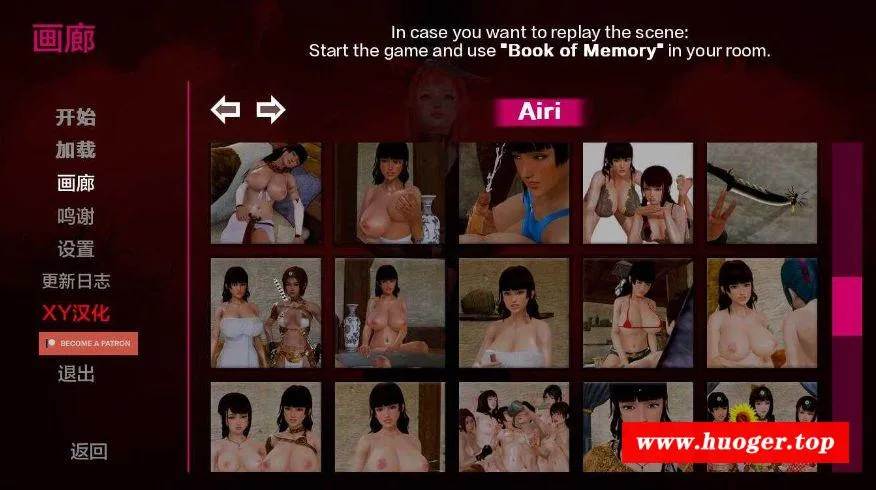 画廊
In case you want to replay the scene:
Start the game and use "Book of Memory" in your room.
Airi
开始
加载
画廊
鸣谢
设置
更新日志
XY汉化
BECOME A PATRON
退出
返回
www.huoger.top